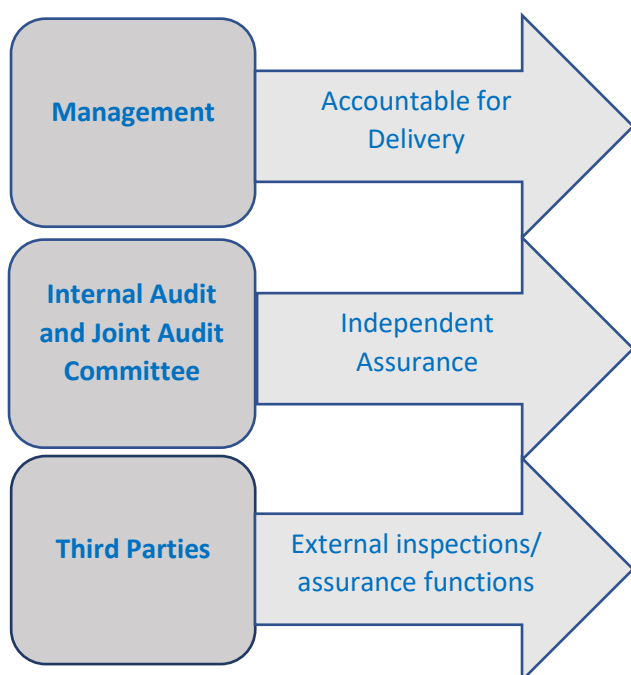 Management
Accountable for
Delivery
Internal Audit
and Joint Audit
Committee
Independent
Assurance
Third Parties
External inspections/
assurance functions